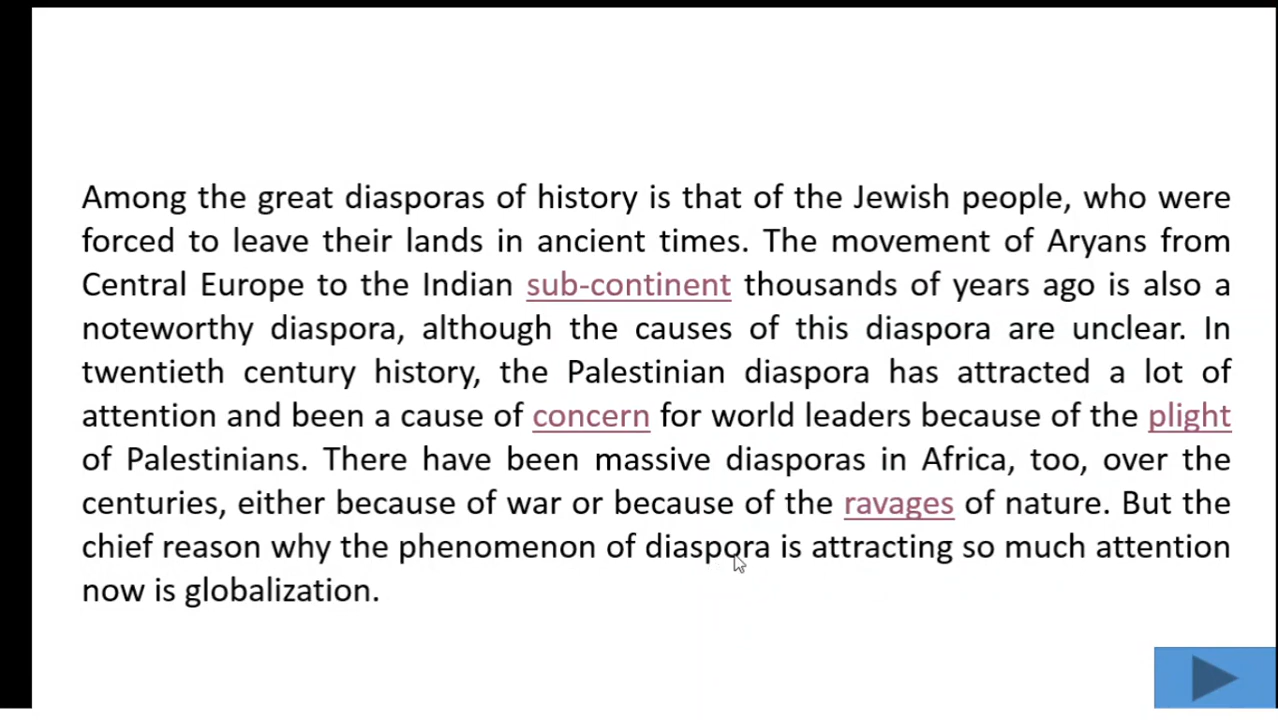 Among the great diasporas of history is that of the Jewish people, who were
forced to leave their lands in ancient times. The movement of Aryans from
Central Europe to the Indian sub-continent thousands of years ago is also a
noteworthy diaspora, although the causes of this diaspora are unclear. In
twentieth century history, the Palestinian diaspora has attracted a lot of
attention and been a cause of concern for world leaders because of the plight
of Palestinians. There have been massive diasporas in Africa, too, over the
centuries, either because of war or because of the ravages of nature. But the
chief reason why the phenomenon of diaspora is attracting so much attention
now is globalization.